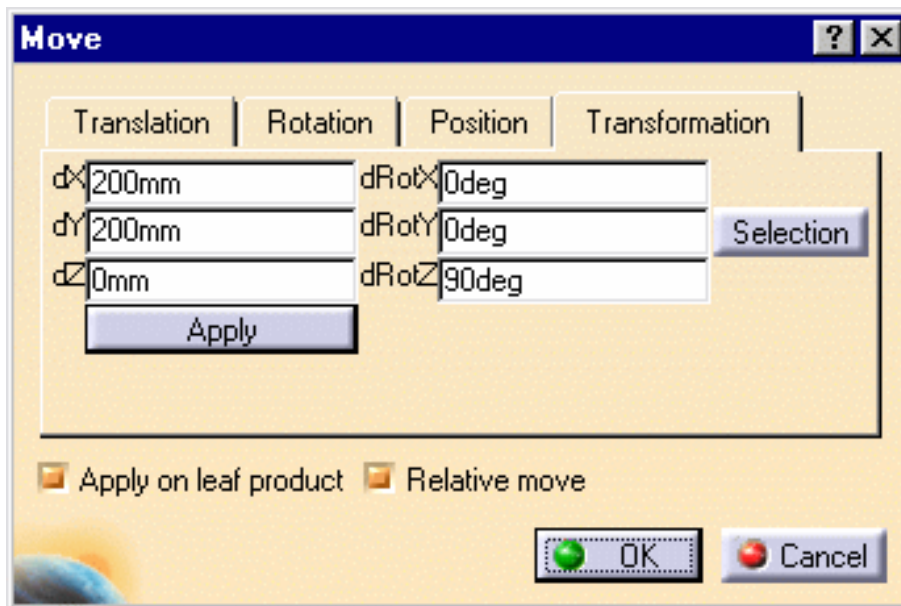 Move ? X
Translation Rotation Position Transformation
dX 200mm dRotX 0deg
dY 200mm dRotY 0deg Selection
dZ 0mm dRotZ 90deg
Apply
Apply on leaf product Relative move
OK Cancel